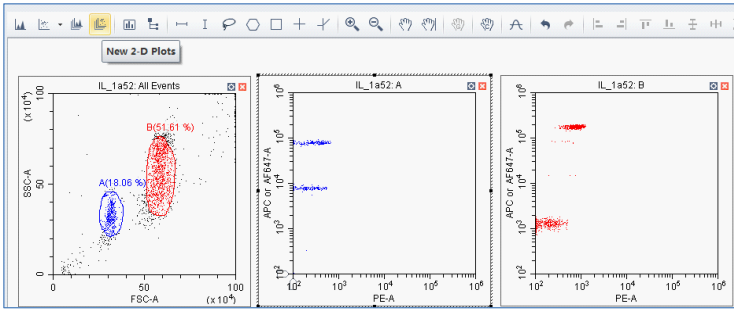 New 2-D Plots
IL_1a52: All Events
(x 10⁴)
100
50
0
SSC-A
B(51.61 %)
A(18.06 %)
0
50
100
FSC-A
(x 10⁴)
IL_1a52: A
10⁶
10⁵
10⁴
10³
10²
APC or AF647-A
10²
10³
10⁴
10⁵
10⁶
PE-A
IL_1a52: B
10⁶
10⁵
10⁴
10³
10²
APC or AF647-A
10²
10³
10⁴
10⁵
10⁶
PE-A